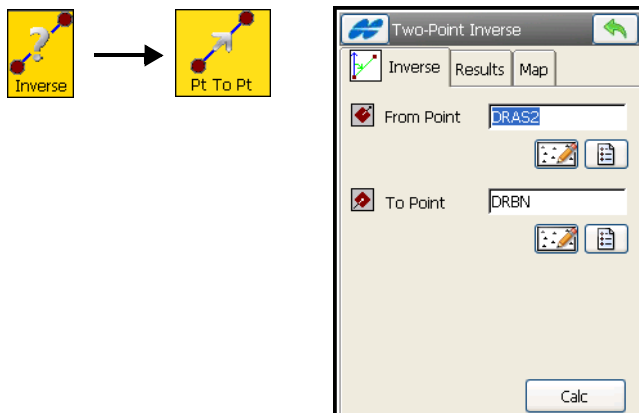 Inverse
Pt To Pt
Two-Point Inverse
Inverse Results Map
From Point DRAS2
To Point DRBN
Calc